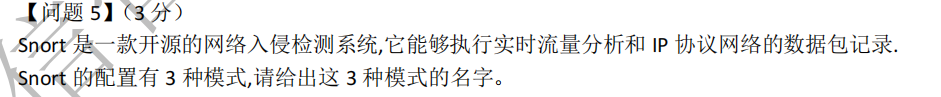 【问题 5】（3 分）
Snort 是一款开源的网络入侵检测系统,它能够执行实时流量分析和 IP 协议网络的数据包记录.
Snort 的配置有 3 种模式,请给出这 3 种模式的名字。